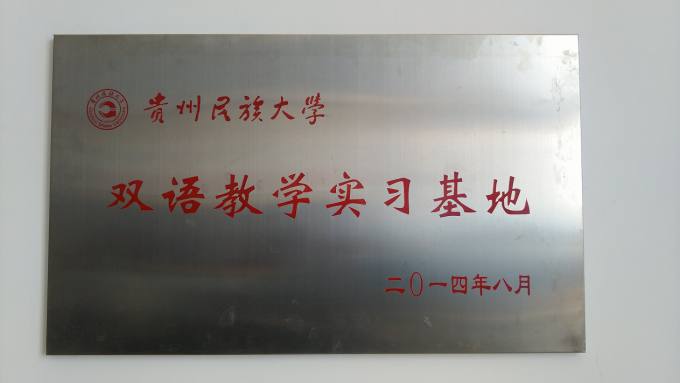 贵州民族大学
双语教学实习基地
二〇一四年八月